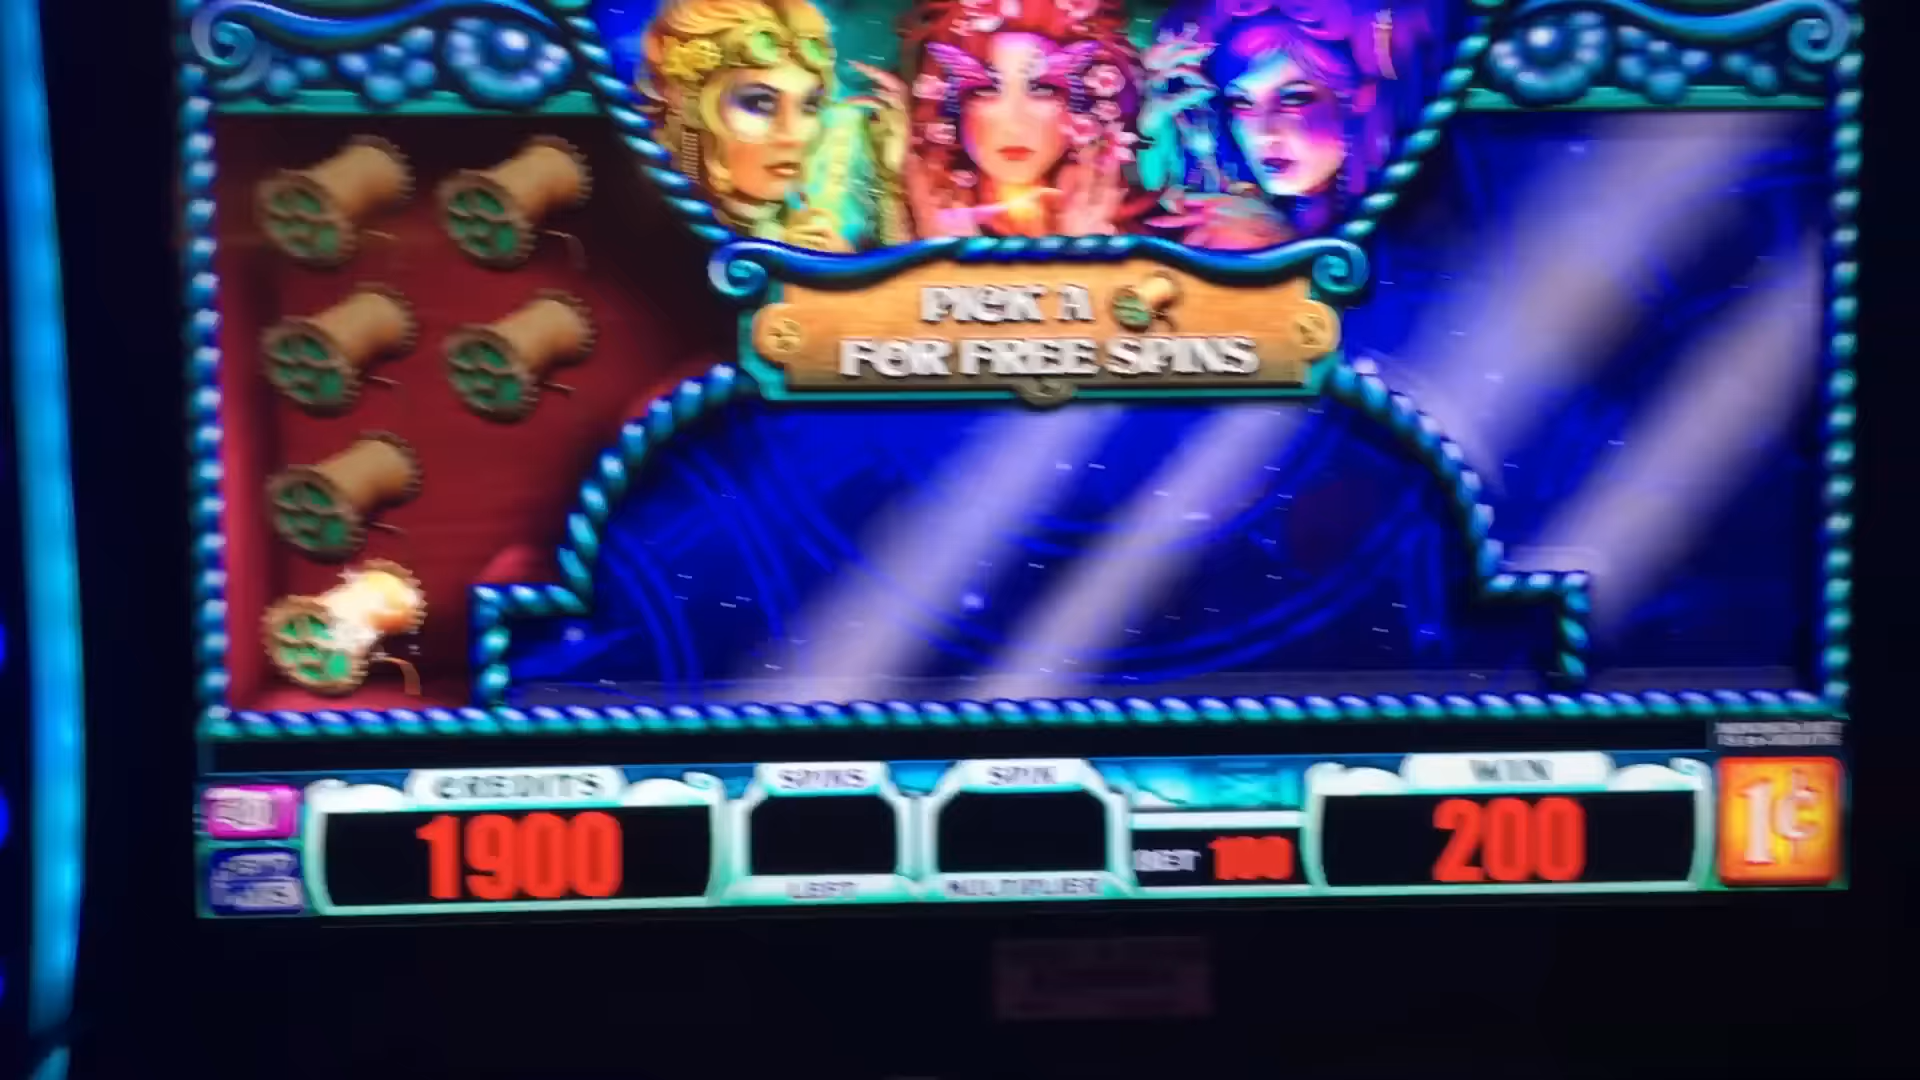 PICK A
FOR FREE SPINS
CREDITS
1900
SPINS
LEFT
SPIN
MULTIPLIER
BET 100
WIN
200
1¢